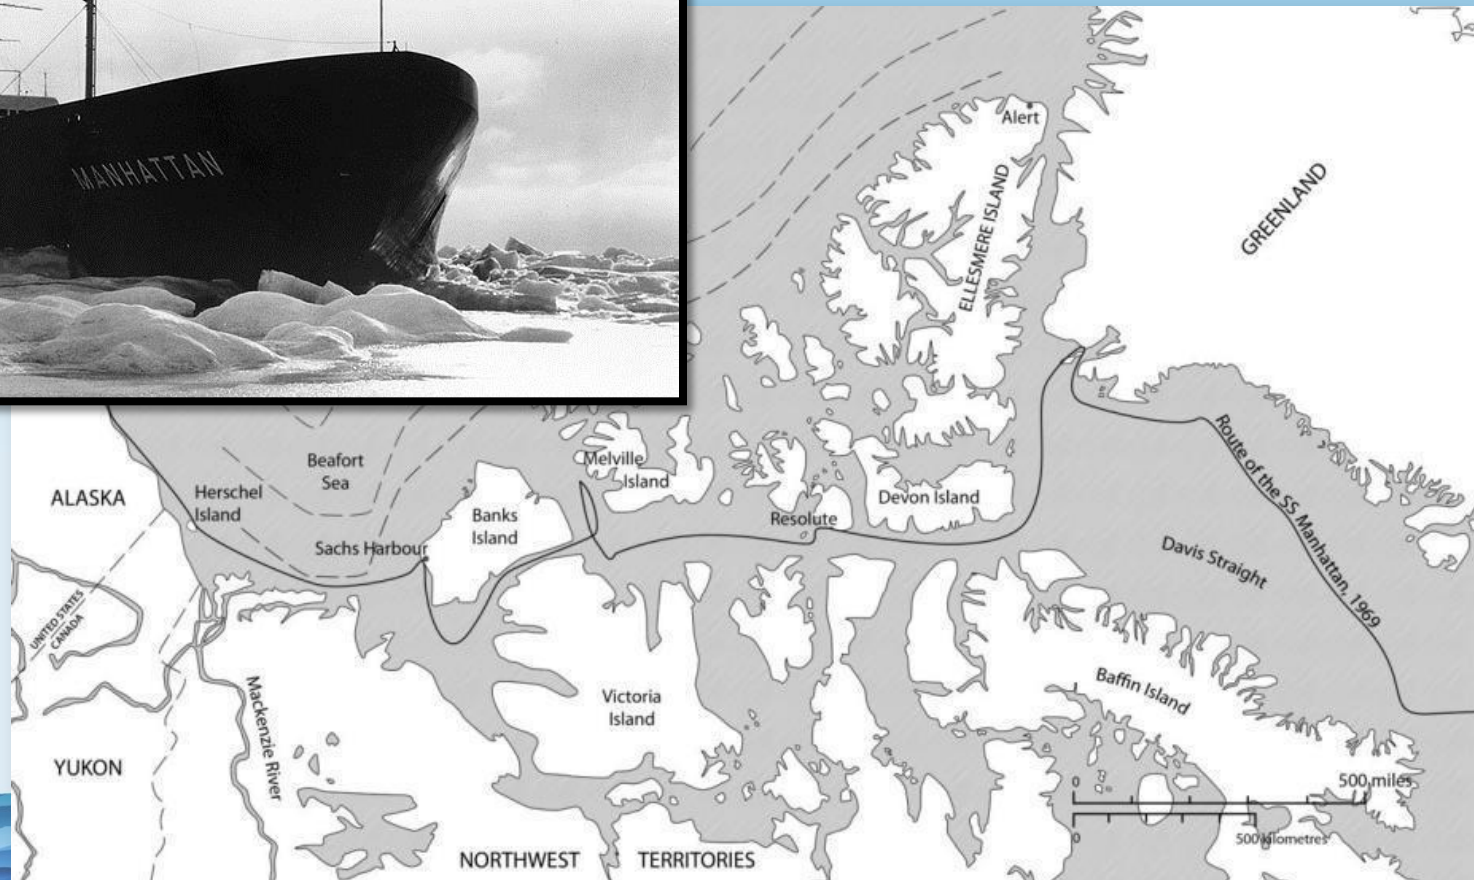 MANHATTAN
Alert
GREENLAND
ELLESMERE ISLAND
ALASKA
Beafort
Sea
Herschel
Island
Melville
Island
Banks
Island
Sachs Harbour
Resolute
Devon Island
Route of the SS Manhattan, 1969
Davis Straight
UNITED STATES
CANADA
Mackenzie River
Victoria
Island
Baffin Island
YUKON
0
500 miles
0
500 kilometres
NORTHWEST TERRITORIES